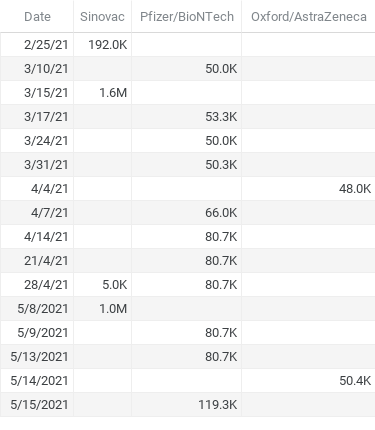 Date Sinovac Pfizer/BioNTech Oxford/AstraZeneca
2/25/21 192.0K
3/10/21 50.0K
3/15/21 1.6M
3/17/21 53.3K
3/24/21 50.0K
3/31/21 50.3K
4/4/21 48.0K
4/7/21 66.0K
4/14/21 80.7K
21/4/21 80.7K
28/4/21 5.0K 80.7K
5/8/2021 1.0M
5/9/2021 80.7K
5/13/2021 80.7K
5/14/2021 50.4K
5/15/2021 119.3K